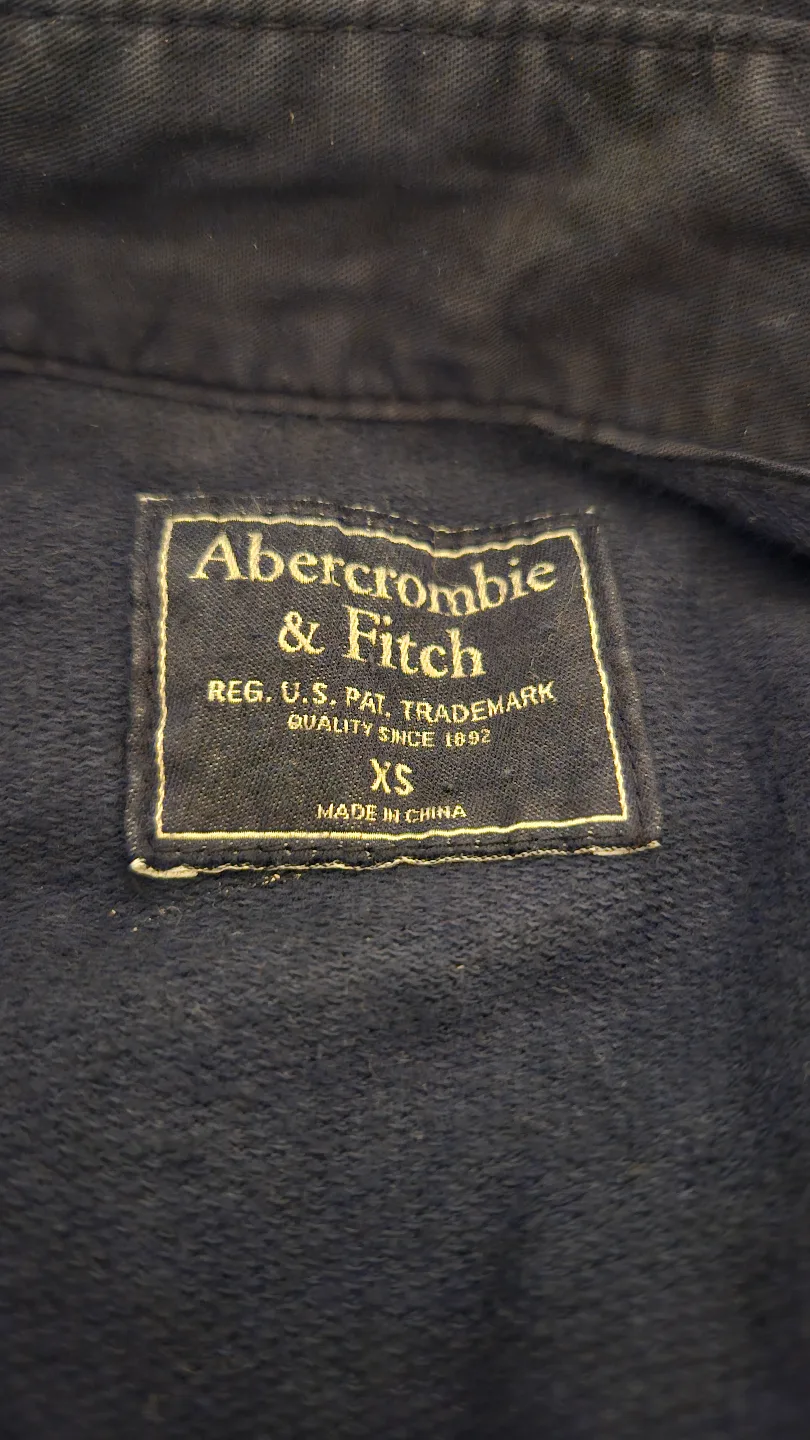 Abercrombie
& Fitch
REG. U.S. PAT. TRADEMARK
QUALITY SINCE 1892
XS
MADE IN CHINA